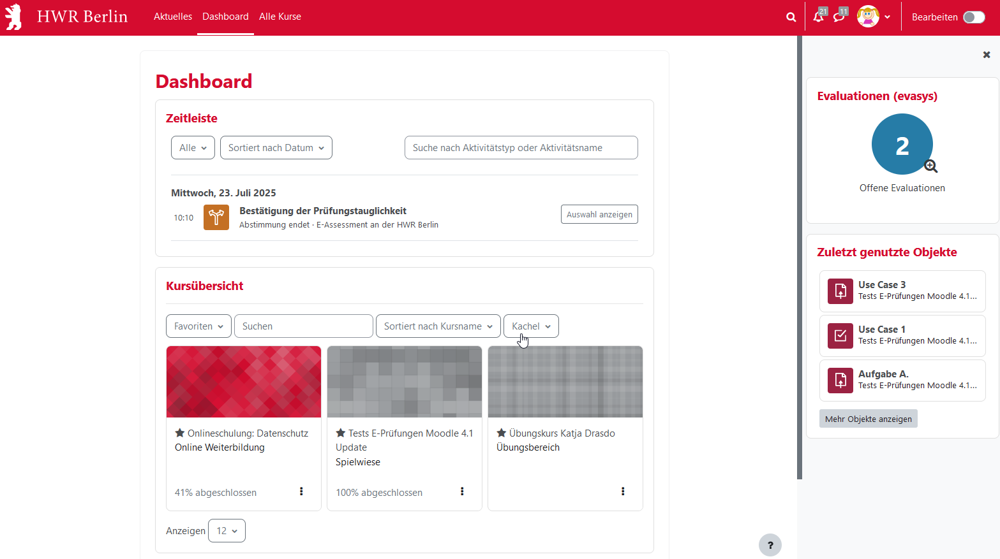 HWR Berlin
Aktuelles
Dashboard
Alle Kurse
21
11
Bearbeiten
Dashboard
Zeitleiste
Alle
Sortiert nach Datum
Suche nach Aktivitätstyp oder Aktivitätsname
Mittwoch, 23. Juli 2025
10:10
Bestätigung der Prüfungstauglichkeit
Abstimmung endet · E-Assessment an der HWR Berlin
Auswahl anzeigen
Kursübersicht
Favoriten
Suchen
Sortiert nach Kursname
Kachel
Onlineschulung: Datenschutz
Online Weiterbildung
41% abgeschlossen
Tests E-Prüfungen Moodle 4.1
Update
Spielwiese
100% abgeschlossen
Übungskurs Katja Drasdo
Übungsbereich
Anzeigen
12
?
Evaluationen (evasys)
2
Offene Evaluationen
Zuletzt genutzte Objekte
Use Case 3
Tests E-Prüfungen Moodle 4.1...
Use Case 1
Tests E-Prüfungen Moodle 4.1...
Aufgabe A.
Tests E-Prüfungen Moodle 4.1...
Mehr Objekte anzeigen